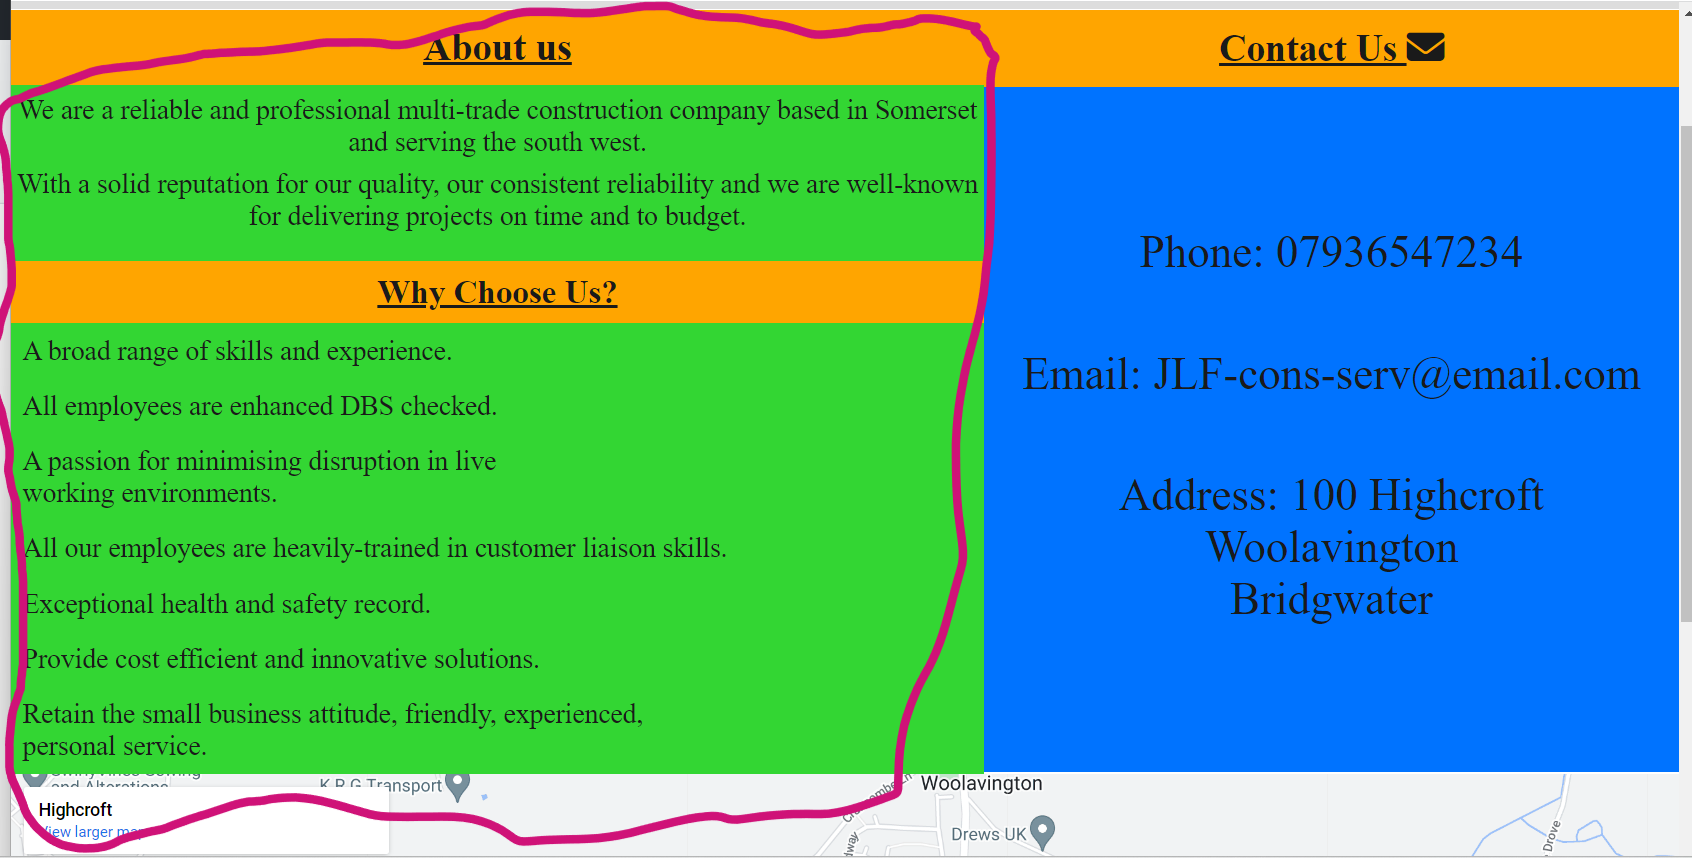 About us
We are a reliable and professional multi-trade construction company based in Somerset
and serving the south west.
With a solid reputation for our quality, our consistent reliability and we are well-known
for delivering projects on time and to budget.
Why Choose Us?
A broad range of skills and experience.
All employees are enhanced DBS checked.
A passion for minimising disruption in live
working environments.
All our employees are heavily-trained in customer liaison skills.
Exceptional health and safety record.
Provide cost efficient and innovative solutions.
Retain the small business attitude, friendly, experienced,
personal service.
Contact Us
Phone: 07936547234
Email: JLF-cons-serv@email.com
Address: 100 Highcroft
Woolavington
Bridgwater
and Alterations
K R G Transport
Woolavington
Highcroft
View larger map
Drews UK
Drove